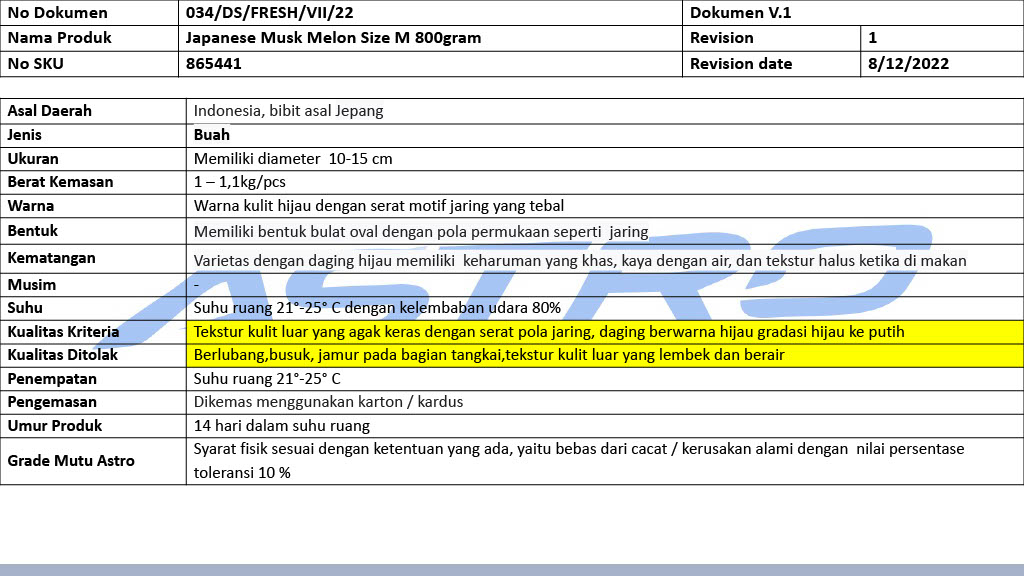 No Dokumen 034/DS/FRESH/VII/22 Dokumen V.1
Nama Produk Japanese Musk Melon Size M 800gram Revision 1
No SKU 865441 Revision date 8/12/2022
Asal Daerah Indonesia, bibit asal Jepang
Jenis Buah
Ukuran Memiliki diameter 10-15 cm
Berat Kemasan 1 – 1,1kg/pcs
Warna Warna kulit hijau dengan serat motif jaring yang tebal
Bentuk Memiliki bentuk bulat oval dengan pola permukaan seperti jaring
Kematangan Varietas dengan daging hijau memiliki keharuman yang khas, kaya dengan air, dan tekstur halus ketika di makan
Musim -
Suhu Suhu ruang 21°-25° C dengan kelembaban udara 80%
Kualitas Kriteria Tekstur kulit luar yang agak keras dengan serat pola jaring, daging berwarna hijau gradasi hijau ke putih
Kualitas Ditolak Berlubang,busuk, jamur pada bagian tangkai,tekstur kulit luar yang lembek dan berair
Penempatan Suhu ruang 21°-25° C
Pengemasan Dikemas menggunakan karton / kardus
Umur Produk 14 hari dalam suhu ruang
Grade Mutu Astro Syarat fisik sesuai dengan ketentuan yang ada, yaitu bebas dari cacat / kerusakan alami dengan nilai persentase
toleransi 10 %
ASTRO